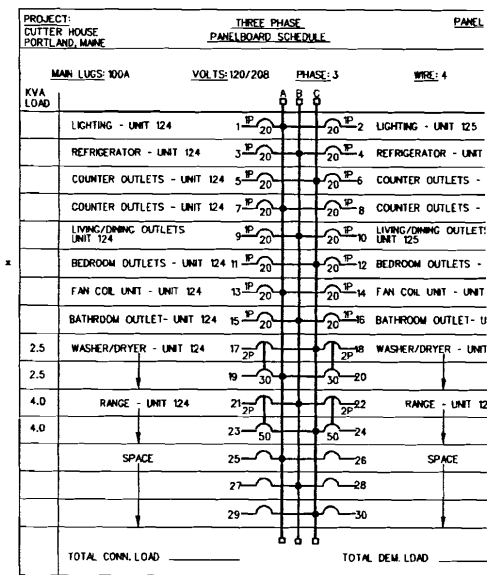 PROJECT:
CUTTER HOUSE
PORTLAND, MAINE
THREE PHASE
PANELBOARD SCHEDULE
PANEL
MAIN LUGS: 100A VOLTS: 120/208 PHASE: 3 WIRE: 4
KVA
LOAD
A B C
LIGHTING - UNIT 124 1 1P 20 20 1P 2 LIGHTING - UNIT 125
REFRIGERATOR - UNIT 124 3 1P 20 20 1P 4 REFRIGERATOR - UNIT
COUNTER OUTLETS - UNIT 124 5 1P 20 20 1P 6 COUNTER OUTLETS -
COUNTER OUTLETS - UNIT 124 7 1P 20 20 1P 8 COUNTER OUTLETS -
LIVING/DINING OUTLETS
UNIT 124 9 1P 20 20 1P 10 LIVING/DINING OUTLETS
UNIT 125
x
BEDROOM OUTLETS - UNIT 124 11 1P 20 20 1P 12 BEDROOM OUTLETS -
FAN COIL UNIT - UNIT 124 13 1P 20 20 1P 14 FAN COIL UNIT - UNIT
BATHROOM OUTLET- UNIT 124 15 1P 20 20 1P 16 BATHROOM OUTLET- U
2.5 WASHER/DRYER - UNIT 124 17 2P 2P 18 WASHER/DRYER - UNIT
2.5 19 30 30 20
4.0 RANGE - UNIT 124 21 2P 2P 22 RANGE - UNIT 12
4.0 23 50 50 24
SPACE 25 26 SPACE
27 28
29 30
TOTAL CONN. LOAD TOTAL DEM. LOAD